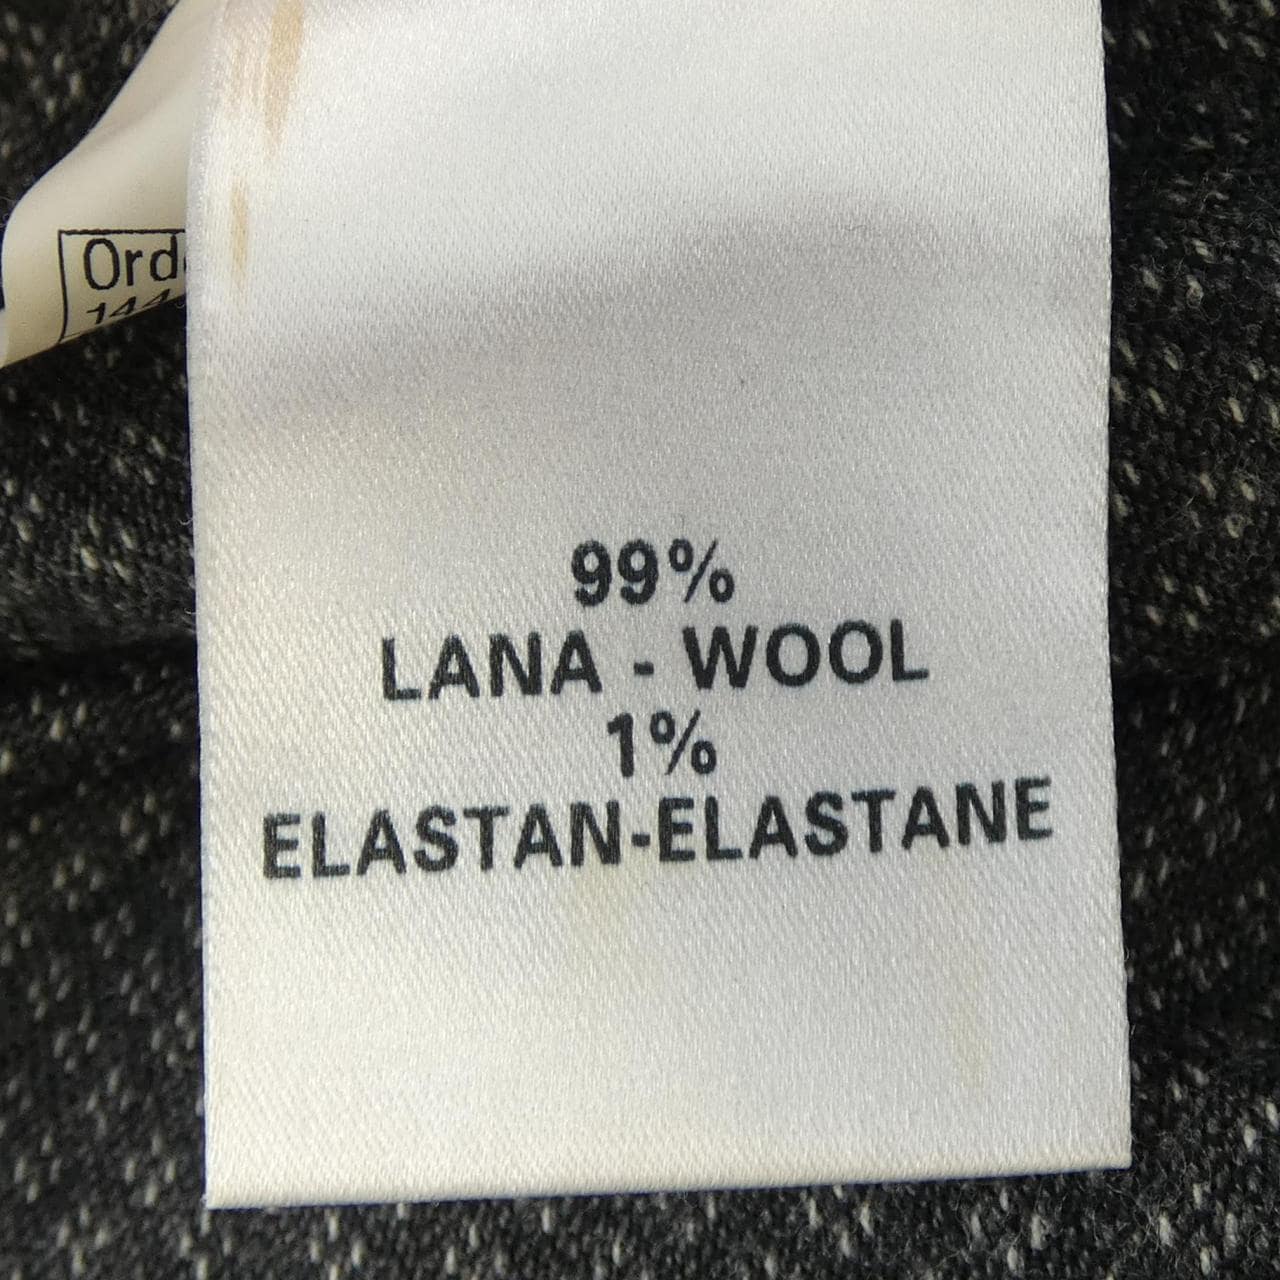 99%
LANA - WOOL
1%
ELASTAN-ELASTANE